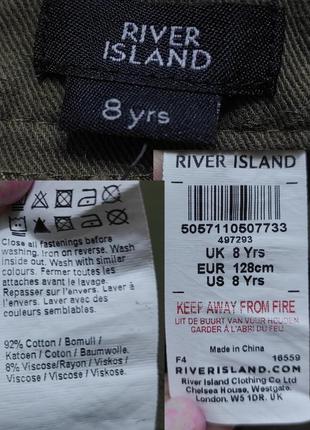 RIVER
ISLAND
8 yrs
Close all fastenings before
washing. Iron on reverse. Wash
inside out. Wash with similar
colours. Fermer toutes les
attaches avant le lavage.
Repasser sur l'envers. Laver à
l'envers. Laver avec des
couleurs semblables.
92% Cotton / Bomull /
Katoen / Coton / Baumwolle.
8% Viscose/Rayon / Viskos /
Viscose / Viscose / Viskose
RIVER ISLAND
5057110507733
497293
UK 8 Yrs
EUR 128cm
US 8 Yrs
KEEP AWAY FROM FIRE
UIT DE BUURT VAN VUUR HOUDEN
GARDER À L'ABRI DU FEU
Made in China
F4 16559
RIVERISLAND.COM
River Island Clothing Co Ltd
Chelsea House, Westgate,
London, W5 1DR. UK